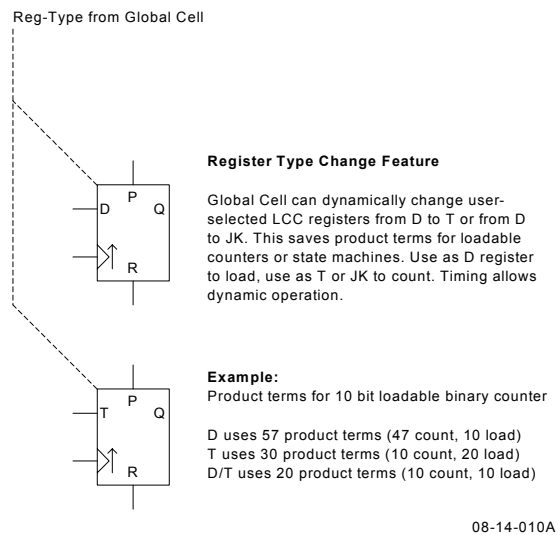 Reg-Type from Global Cell
P
D
Q
R
Register Type Change Feature
Global Cell can dynamically change user-
selected LCC registers from D to T or from D
to JK. This saves product terms for loadable
counters or state machines. Use as D register
to load, use as T or JK to count. Timing allows
dynamic operation.
P
T
Q
R
Example:
Product terms for 10 bit loadable binary counter
D uses 57 product terms (47 count, 10 load)
T uses 30 product terms (10 count, 20 load)
D/T uses 20 product terms (10 count, 10 load)
08-14-010A